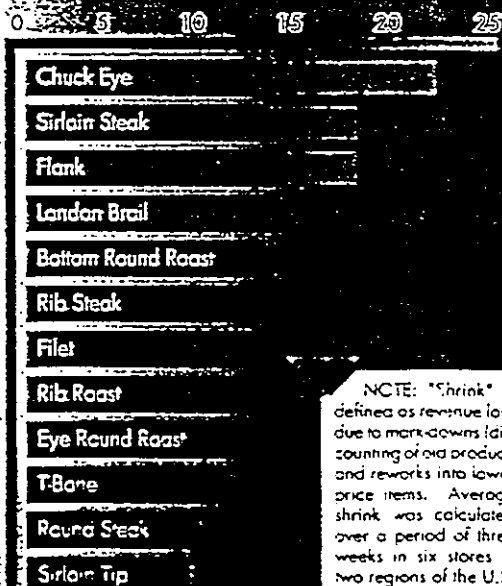 0 5 10 15 20 25
Chuck Eye
Sirloin Steak
Flank
London Broil
Bottom Round Roast
Rib Steak
Filet
Rib Roast
Eye Round Roast
T-Bone
Round Steak
Sirloin Tip
NOTE: "Shrink"
defined as revenue lo
due to mark-downs (di
counting of old produc
and reworks into lowe
price items. Averag
shrink was calculate
over a period of thre
weeks in six stores
two regions of the U.